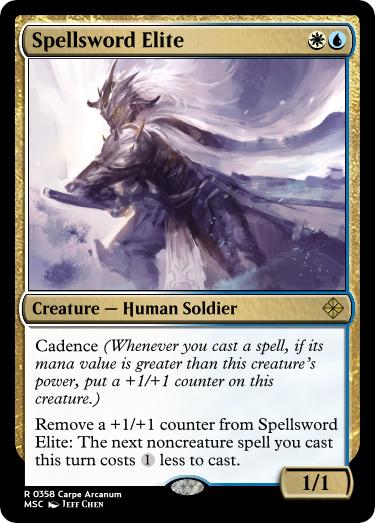 Spellsword Elite
Creature — Human Soldier
Cadence (Whenever you cast a spell, if its
mana value is greater than this creature's
power, put a +1/+1 counter on this
creature.)
Remove a +1/+1 counter from Spellsword
Elite: The next noncreature spell you cast
this turn costs 1 less to cast.
1/1
R 0358 Carpe Arcanum
MSC Jeff Chen